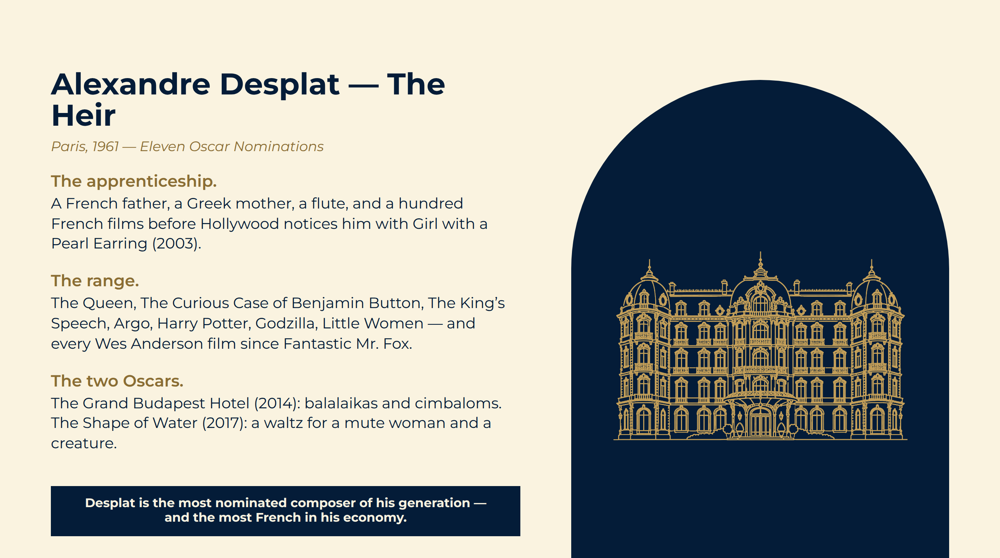 Alexandre Desplat — The
Heir
Paris, 1961 — Eleven Oscar Nominations
The apprenticeship.
A French father, a Greek mother, a flute, and a hundred
French films before Hollywood notices him with Girl with a
Pearl Earring (2003).
The range.
The Queen, The Curious Case of Benjamin Button, The King’s
Speech, Argo, Harry Potter, Godzilla, Little Women — and
every Wes Anderson film since Fantastic Mr. Fox.
The two Oscars.
The Grand Budapest Hotel (2014): balalaikas and cimbaloms.
The Shape of Water (2017): a waltz for a mute woman and a
creature.
Desplat is the most nominated composer of his generation —
and the most French in his economy.